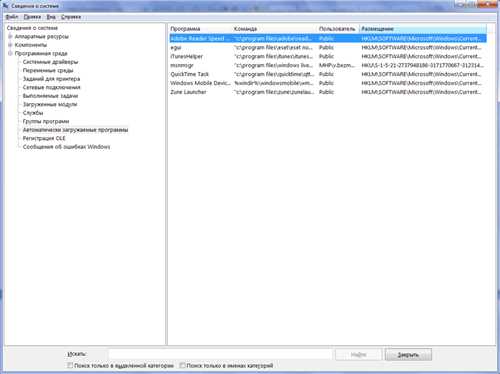 Сведения о системе
Файл Правка Вид Справка
Сведения о системе
Аппаратные ресурсы
Компоненты
Программная среда
Системные драйверы
Переменные среды
Задания для принтера
Сетевые подключения
Выполняемые задачи
Загруженные модули
Службы
Группы программ
Автоматически загружаемые программы
Регистрация OLE
Сообщения об ошибках Windows
Программа Команда Пользователь Размещение
Adobe Reader Speed ... "c:\program files\adobe\read... Public HKLM\SOFTWARE\Microsoft\Windows\Current...
egui "c:\program files\eset\eset no... Public HKLM\SOFTWARE\Microsoft\Windows\Current...
iTunesHelper "c:\program files\itunes\itunes... Public HKLM\SOFTWARE\Microsoft\Windows\Current...
msnmsgr "c:\program files\windows live... HKU\S-1-5-21-2737948186-3171770667-312314...
QuickTime Task "c:\program files\quicktime\qtt... Public HKLM\SOFTWARE\Microsoft\Windows\Current...
Windows Mobile Devic... %windir%\windowsmobile\wm... Public HKLM\SOFTWARE\Microsoft\Windows\Current...
Zune Launcher "c:\program files\zune\zunelau... Public HKLM\SOFTWARE\Microsoft\Windows\Current...
Искать: Найти Закрыть
Поиск только в выделенной категории Поиск только в именах категорий